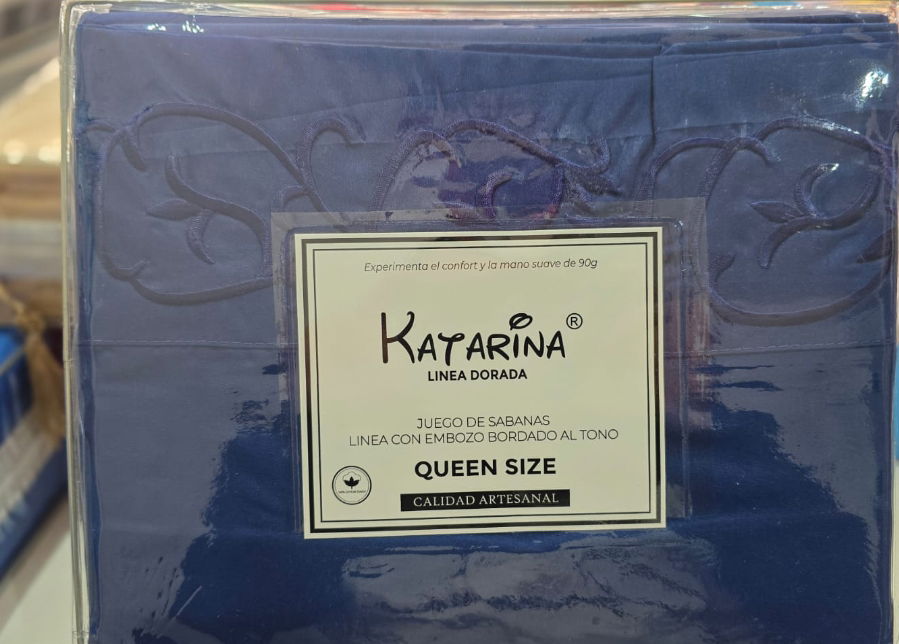 Experimenta el confort y la mano suave de 90g
KATARINA ®
LINEA DORADA
JUEGO DE SABANAS
LINEA CON EMBOZO BORDADO AL TONO
QUEEN SIZE
CALIDAD ARTESANAL